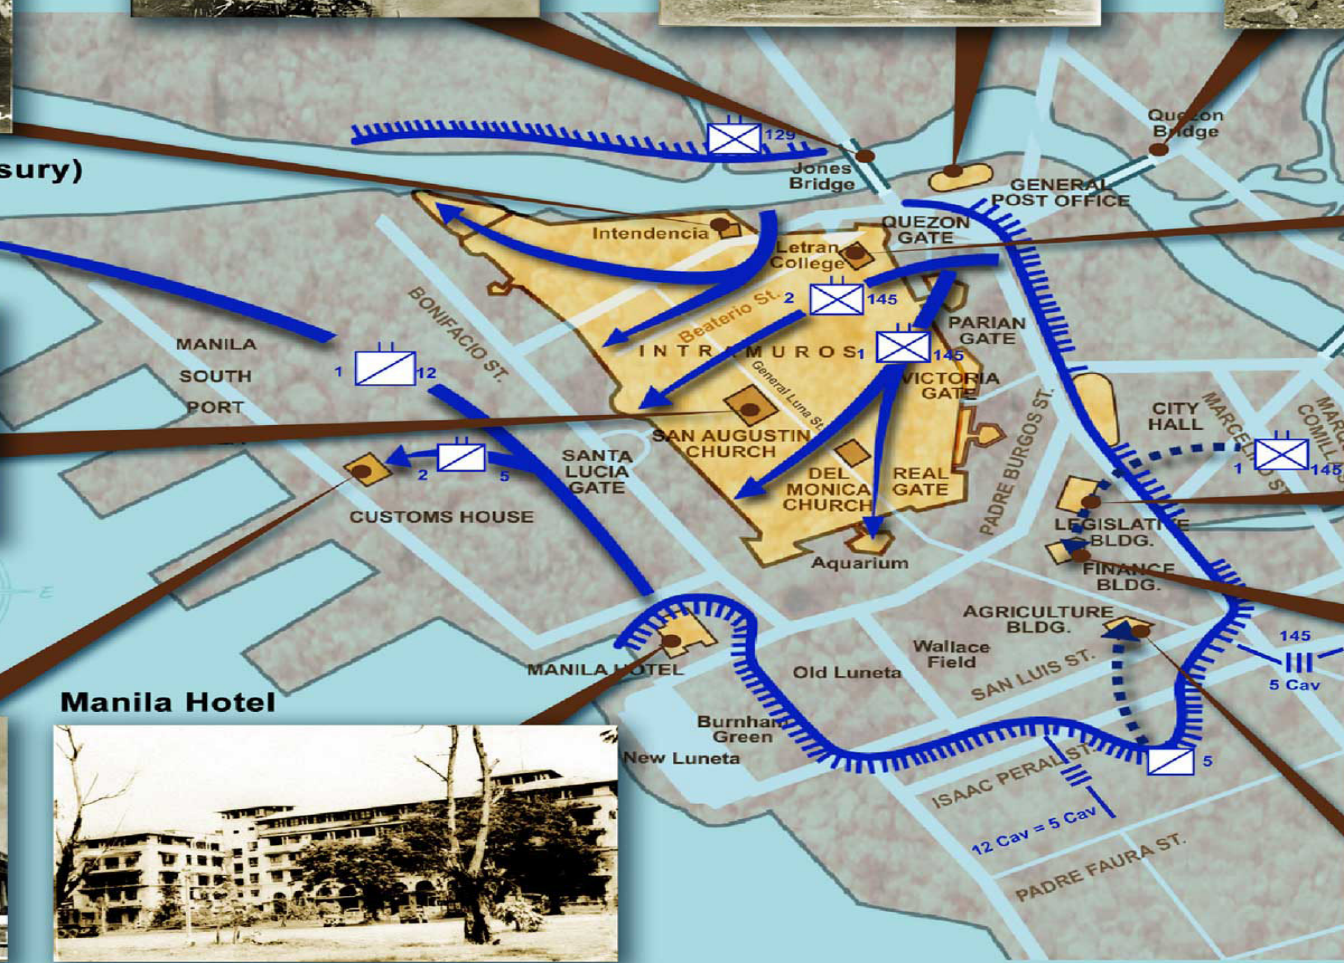 Quezon
Bridge
129
sury)
Jones
Bridge
GENERAL
POST OFFICE
QUEZON
GATE
Intendencia
Letran
College
2
145
Beaterio St.
BONIFACIO ST.
PARIAN
GATE
MANILA
SOUTH
PORT
INTRAMUROS
1
145
General Luna St.
VICTORIA
GATE
1
12
CITY
HALL
SAN AUGUSTIN
CHURCH
SANTA
LUCIA
GATE
2
5
DEL
MONICA
CHURCH
REAL
GATE
PADRE BURGOS ST.
1
145
CUSTOMS HOUSE
LEGISLATIVE
BLDG.
Aquarium
FINANCE
BLDG.
E
AGRICULTURE
BLDG.
Wallace
Field
145
5 Cav
MANILA HOTEL
Old Luneta
SAN LUIS ST.
Manila Hotel
Burnham
Green
New Luneta
ISAAC PERAL ST.
5
12 Cav = 5 Cav
PADRE FAURA ST.